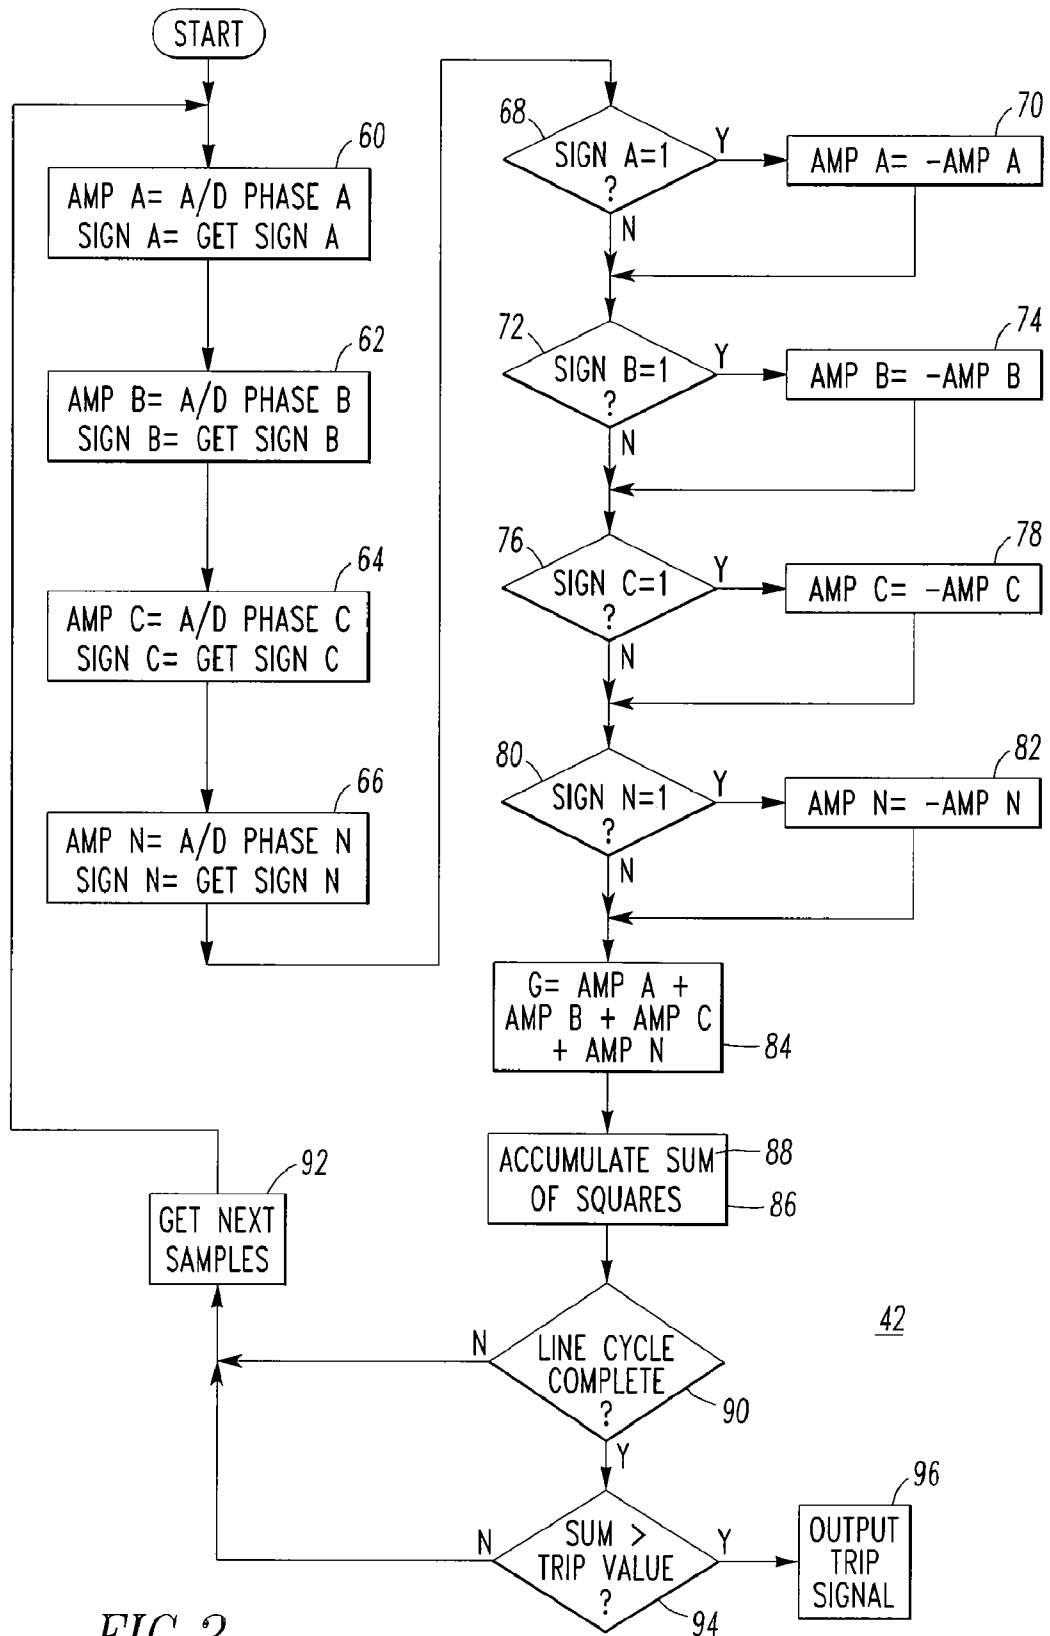 START
60
AMP A= A/D PHASE A
SIGN A= GET SIGN A
62
AMP B= A/D PHASE B
SIGN B= GET SIGN B
64
AMP C= A/D PHASE C
SIGN C= GET SIGN C
66
AMP N= A/D PHASE N
SIGN N= GET SIGN N
68
SIGN A=1
?
Y
N
70
AMP A= -AMP A
72
SIGN B=1
?
Y
N
74
AMP B= -AMP B
76
SIGN C=1
?
Y
N
78
AMP C= -AMP C
80
SIGN N=1
?
Y
N
82
AMP N= -AMP N
G= AMP A +
AMP B + AMP C
+ AMP N
84
ACCUMULATE SUM
OF SQUARES
88
86
92
GET NEXT
SAMPLES
LINE CYCLE
COMPLETE
?
N
Y
90
42
SUM >
TRIP VALUE
?
N
Y
94
96
OUTPUT
TRIP
SIGNAL
FIG. 2